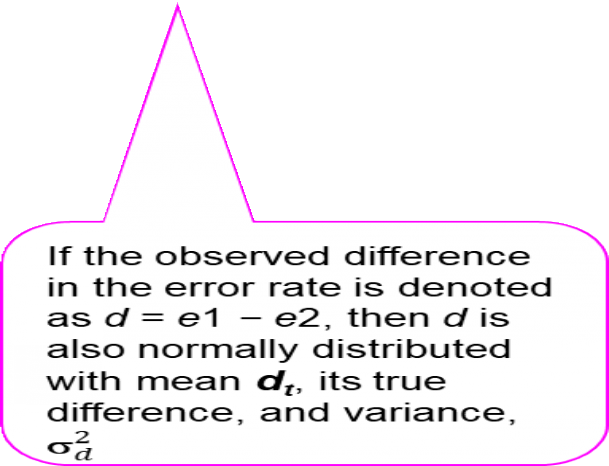 If the observed difference
in the error rate is denoted
as d = e1 − e2, then d is
also normally distributed
with mean dₜ, its true
difference, and variance,
σ²d